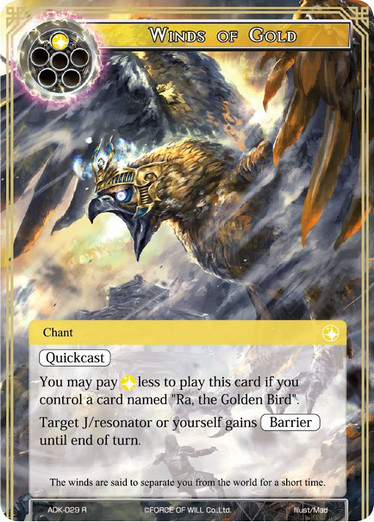 Winds of Gold
Chant
Quickcast
You may pay less to play this card if you
control a card named "Ra, the Golden Bird".
Target J/resonator or yourself gains Barrier
until end of turn.
The winds are said to separate you from the world for a short time.
ADK-029 R ©FORCE OF WILL Co.,Ltd. Illust/Mad